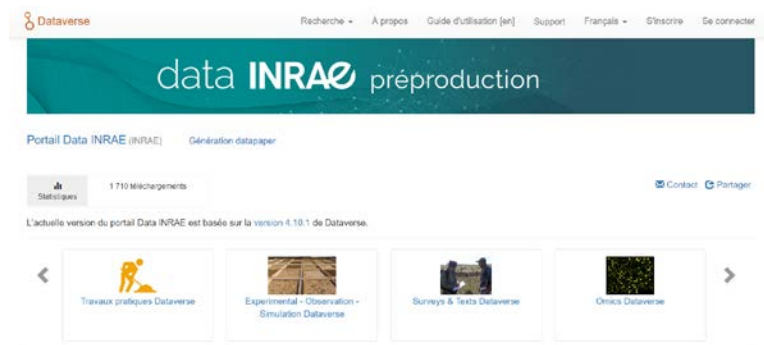 Dataverse Recherche À propos Guide d'utilisation [en] Support Français S'inscrire Se connecter
data INRAE préproduction
Portail Data INRAE (INRAE) Génération datapaper
Statistiques 1 710 téléchargements Contact Partager
L'actuelle version du portail Data INRAE est basée sur la version 4.10.1 de Dataverse.
Travaux pratiques Dataverse Experimental - Observation - Surveys & Texts Dataverse Omics Dataverse
Simulation Dataverse